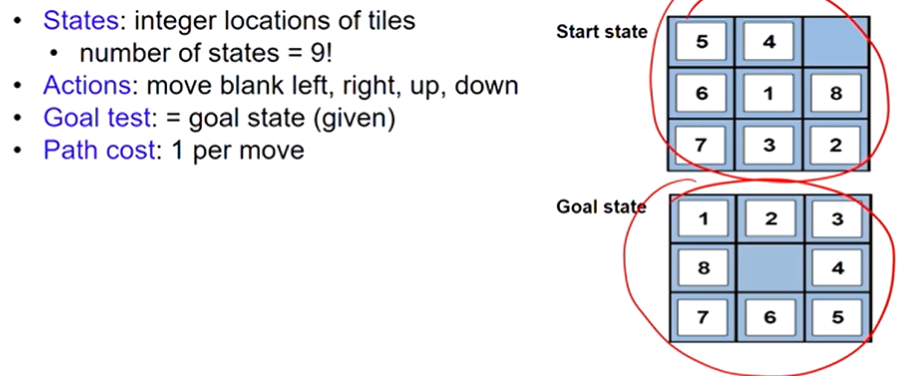 • States: integer locations of tiles
• number of states = 9!
• Actions: move blank left, right, up, down
• Goal test: = goal state (given)
• Path cost: 1 per move
Start state
5 4
6 1 8
7 3 2
Goal state
1 2 3
8 4
7 6 5